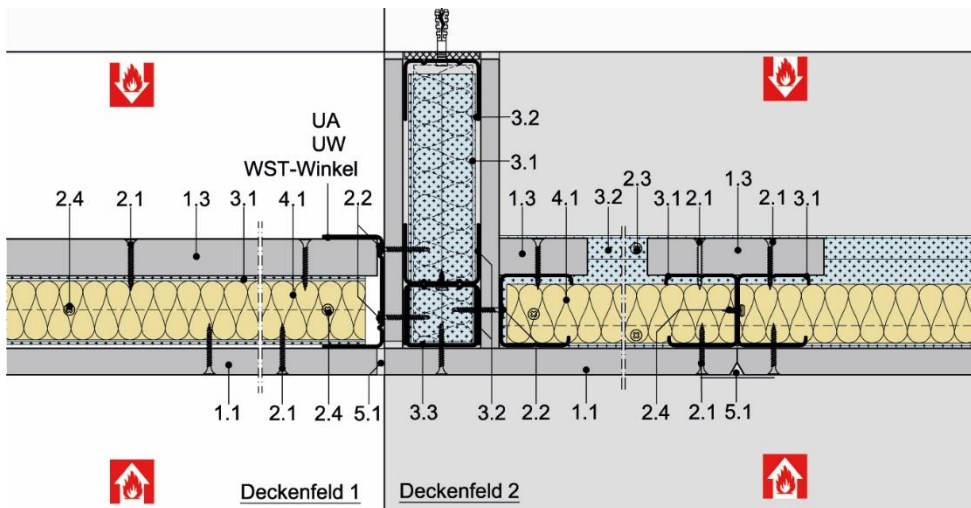 UA
UW
WST-Winkel
3.2
3.1
2.4 2.1 1.3 3.1 4.1 2.2
1.3 4.1 3.2 2.3 3.1 2.1 1.3 2.1 3.1
1.1 2.1 2.4 5.1 3.3 3.2 2.2 1.1 2.4 2.1 5.1
Deckenfeld 1
Deckenfeld 2